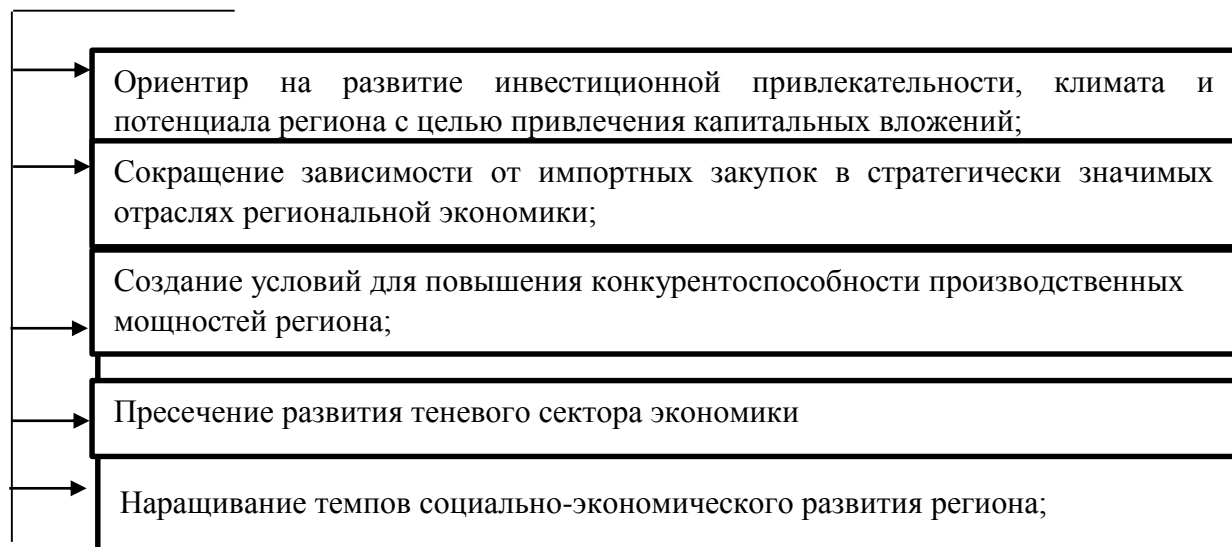 Ориентир на развитие инвестиционной привлекательности, климата и
потенциала региона с целью привлечения капитальных вложений;
Сокращение зависимости от импортных закупок в стратегически значимых
отраслях региональной экономики;
Создание условий для повышения конкурентоспособности производственных
мощностей региона;
Пресечение развития теневого сектора экономики
Наращивание темпов социально-экономического развития региона;